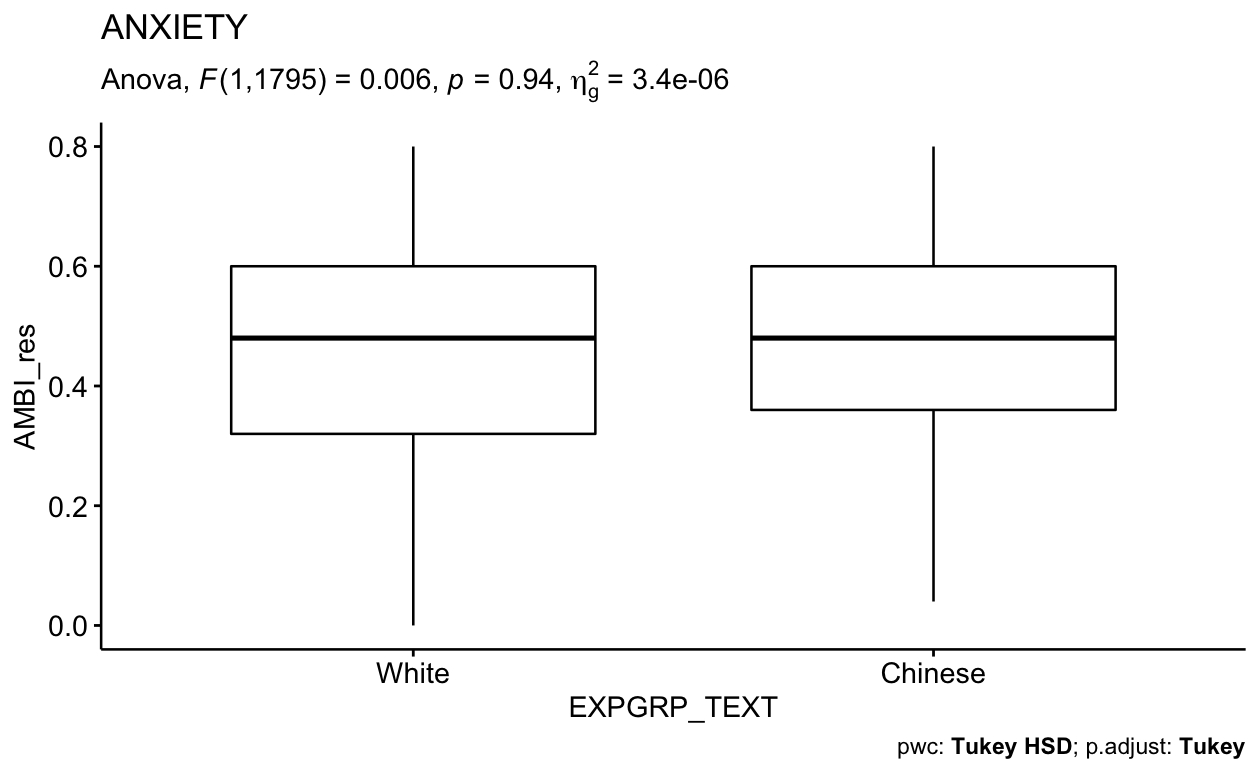 ANXIETY
Anova, F(1,1795) = 0.006, p = 0.94, η²g = 3.4e-06
0.8
0.6
0.4
0.2
0.0
AMBI_res
White Chinese
EXPGRP_TEXT
pwc: Tukey HSD; p.adjust: Tukey